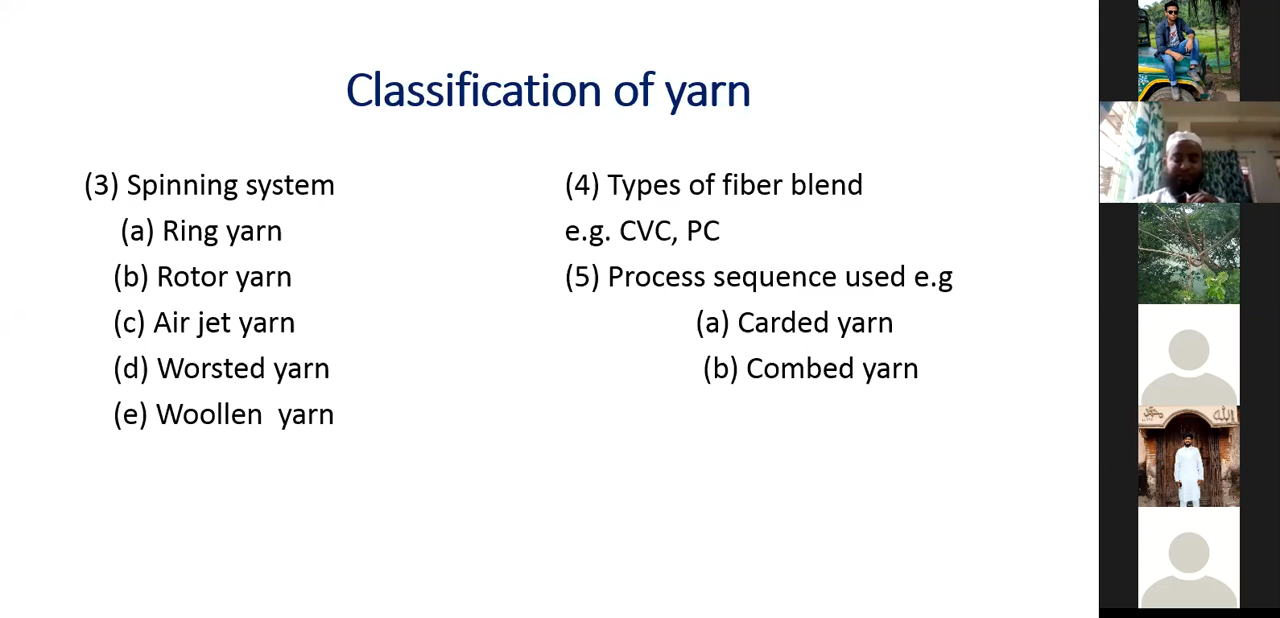 Classification of yarn
(3) Spinning system
(a) Ring yarn
(b) Rotor yarn
(c) Air jet yarn
(d) Worsted yarn
(e) Woollen  yarn
(4) Types of fiber blend
e.g. CVC, PC
(5) Process sequence used e.g
(a) Carded yarn
(b) Combed yarn
الله